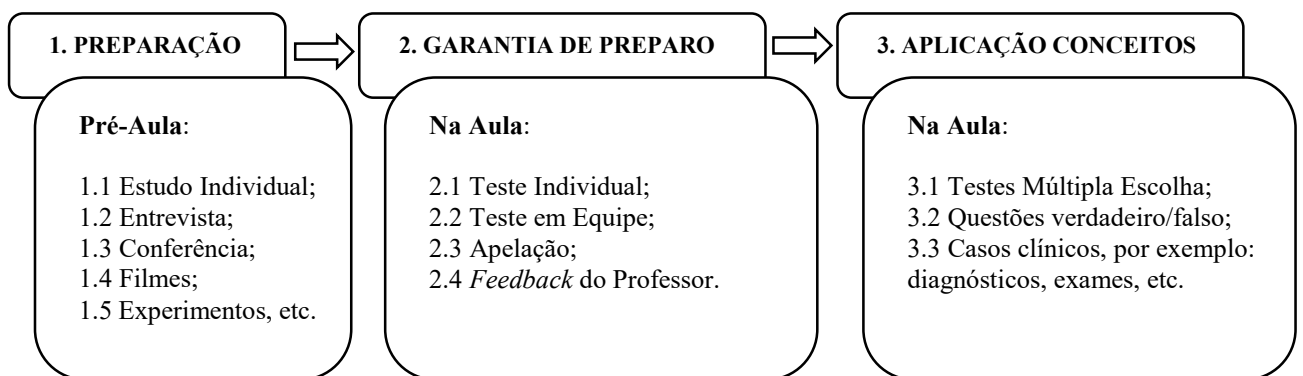 1. PREPARAÇÃO
Pré-Aula:
1.1 Estudo Individual;
1.2 Entrevista;
1.3 Conferência;
1.4 Filmes;
1.5 Experimentos, etc.
2. GARANTIA DE PREPARO
Na Aula:
2.1 Teste Individual;
2.2 Teste em Equipe;
2.3 Apelação;
2.4 Feedback do Professor.
3. APLICAÇÃO CONCEITOS
Na Aula:
3.1 Testes Múltipla Escolha;
3.2 Questões verdadeiro/falso;
3.3 Casos clínicos, por exemplo:
diagnósticos, exames, etc.